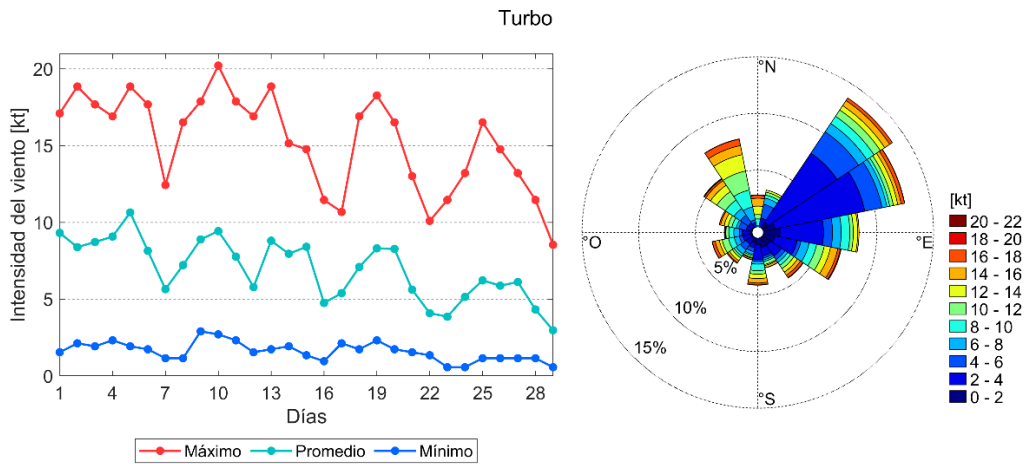 Turbo
Intensidad del viento [kt]
20
15
10
5
0
1 4 7 10 13 16 19 22 25 28
Días
Máximo Promedio Mínimo
°N
°O
°E
°S
5%
10%
15%
[kt]
20 - 22
18 - 20
16 - 18
14 - 16
12 - 14
10 - 12
8 - 10
6 - 8
4 - 6
2 - 4
0 - 2